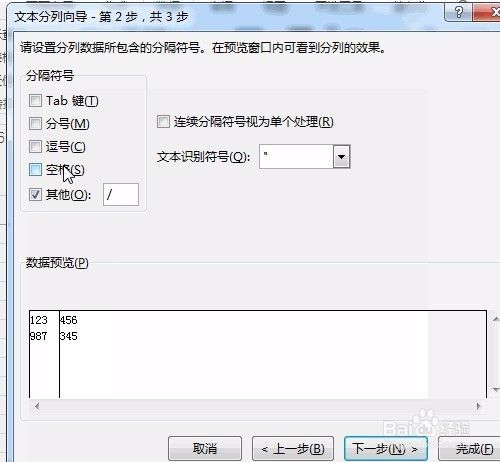 文本分列向导 - 第 2 步，共 3 步
请设置分列数据所包含的分隔符号。在预览窗口内可看到分列的效果。
分隔符号
Tab 键(T)
分号(M)
连续分隔符号视为单个处理(R)
逗号(C)
文本识别符号(Q): "
空格(S)
其他(O): /
数据预览(P)
123 456
987 345
Baidu 经验
取消 < 上一步(B) 下一步(N) > 完成(F)